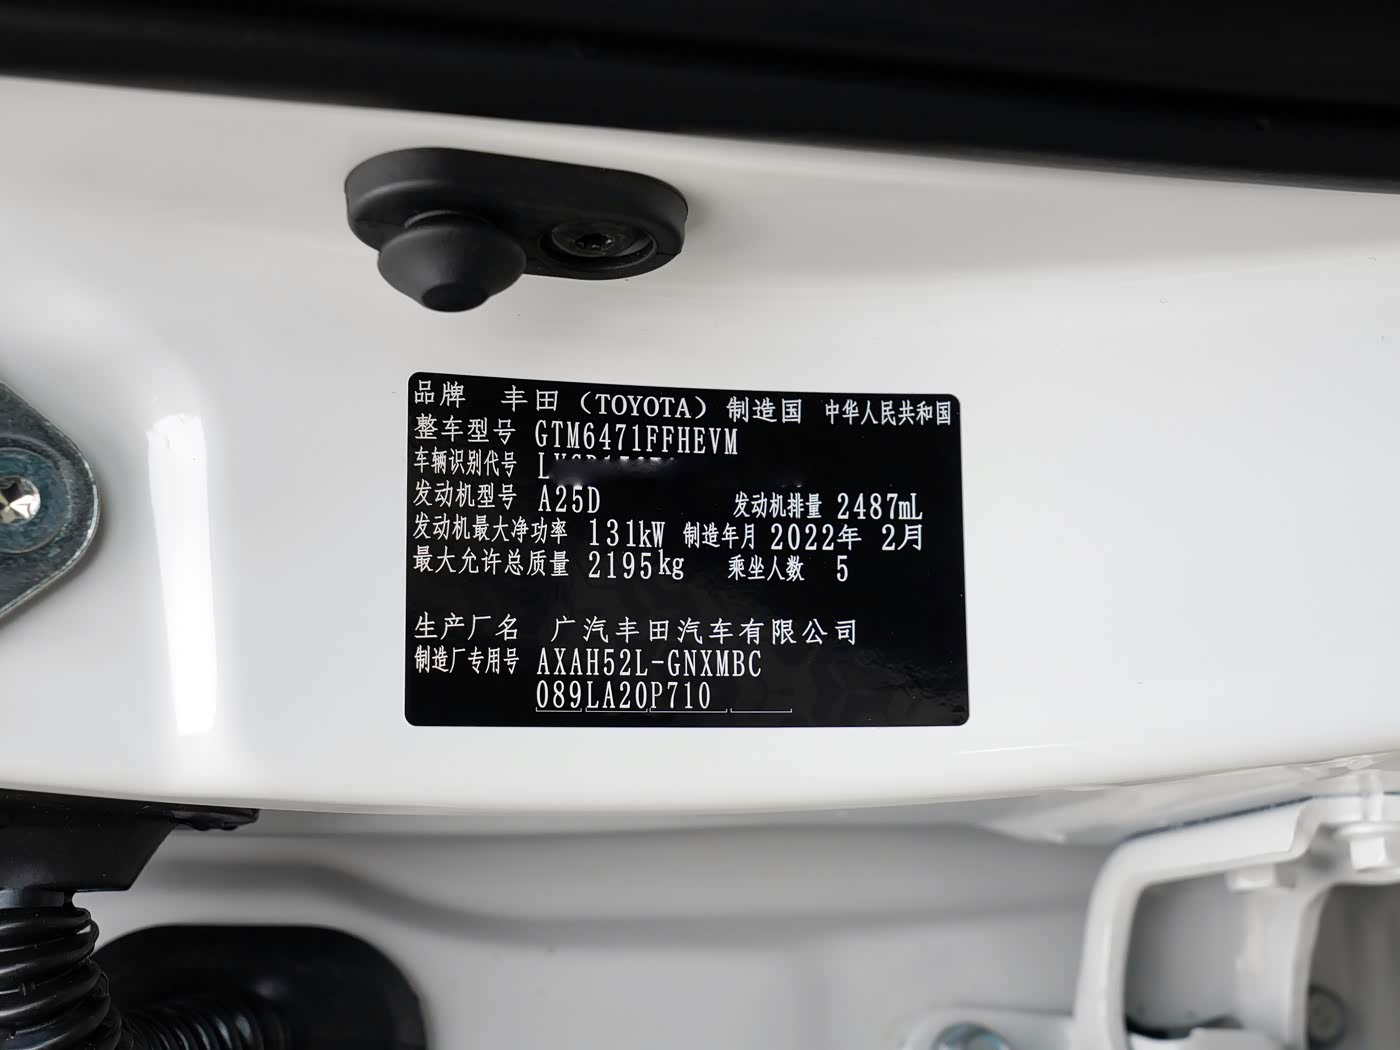 品牌 丰田（TOYOTA） 制造国 中华人民共和国
整车型号 GTM6471FFHEVM
车辆识别代号
发动机型号 A25D 发动机排量 2487mL
发动机最大净功率 131kW 制造年月 2022年 2月
最大允许总质量 2195kg 乘坐人数 5
生产厂名 广汽丰田汽车有限公司
制造厂专用号 AXAH52L-GNXMBC
089LA20P710